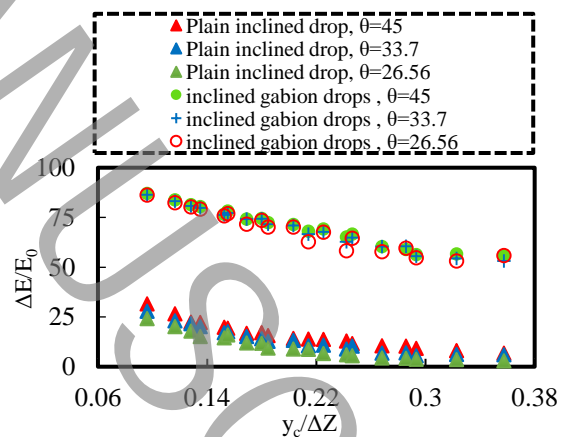 Plain inclined drop, θ=45
Plain inclined drop, θ=33.7
Plain inclined drop, θ=26.56
inclined gabion drops , θ=45
inclined gabion drops , θ=33.7
inclined gabion drops , θ=26.56
100
75
50
25
0
ΔE/E₀
0.06 0.14 0.22 0.3 0.38
y_c/ΔZ